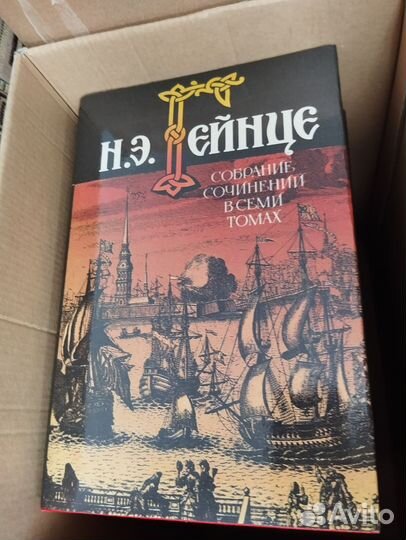 Н.Э. ГЕЙНЦЕ
СОБРАНИЕ
СОЧИНЕНИЙ
В СЕМИ
ТОМАХ
Avito